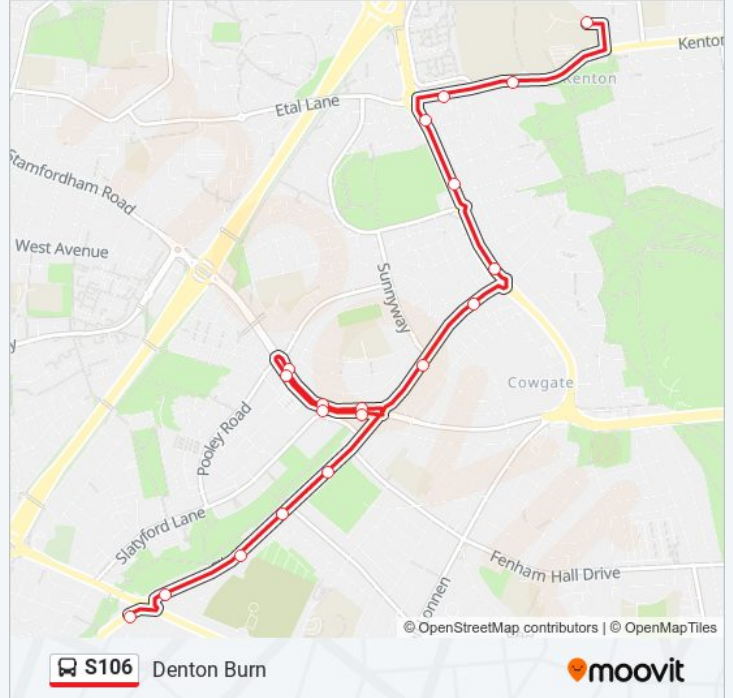 Kenton
Etal Lane
Stamfordham Road
West Avenue
Sunnyway
Cowgate
Pooley Road
Slatyford Lane
Fenham Hall Drive
onnen
© OpenStreetMap contributors | © OpenMapTiles
S106 Denton Burn
moovit